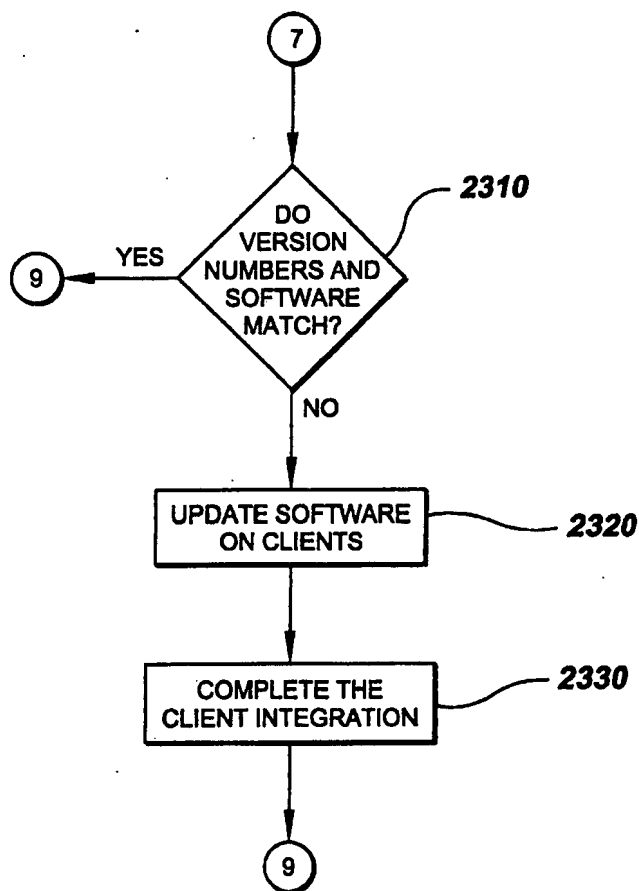 7
2310
DO
VERSION
NUMBERS AND
SOFTWARE
MATCH?
YES
9
NO
UPDATE SOFTWARE
ON CLIENTS
2320
COMPLETE THE
CLIENT INTEGRATION
2330
9